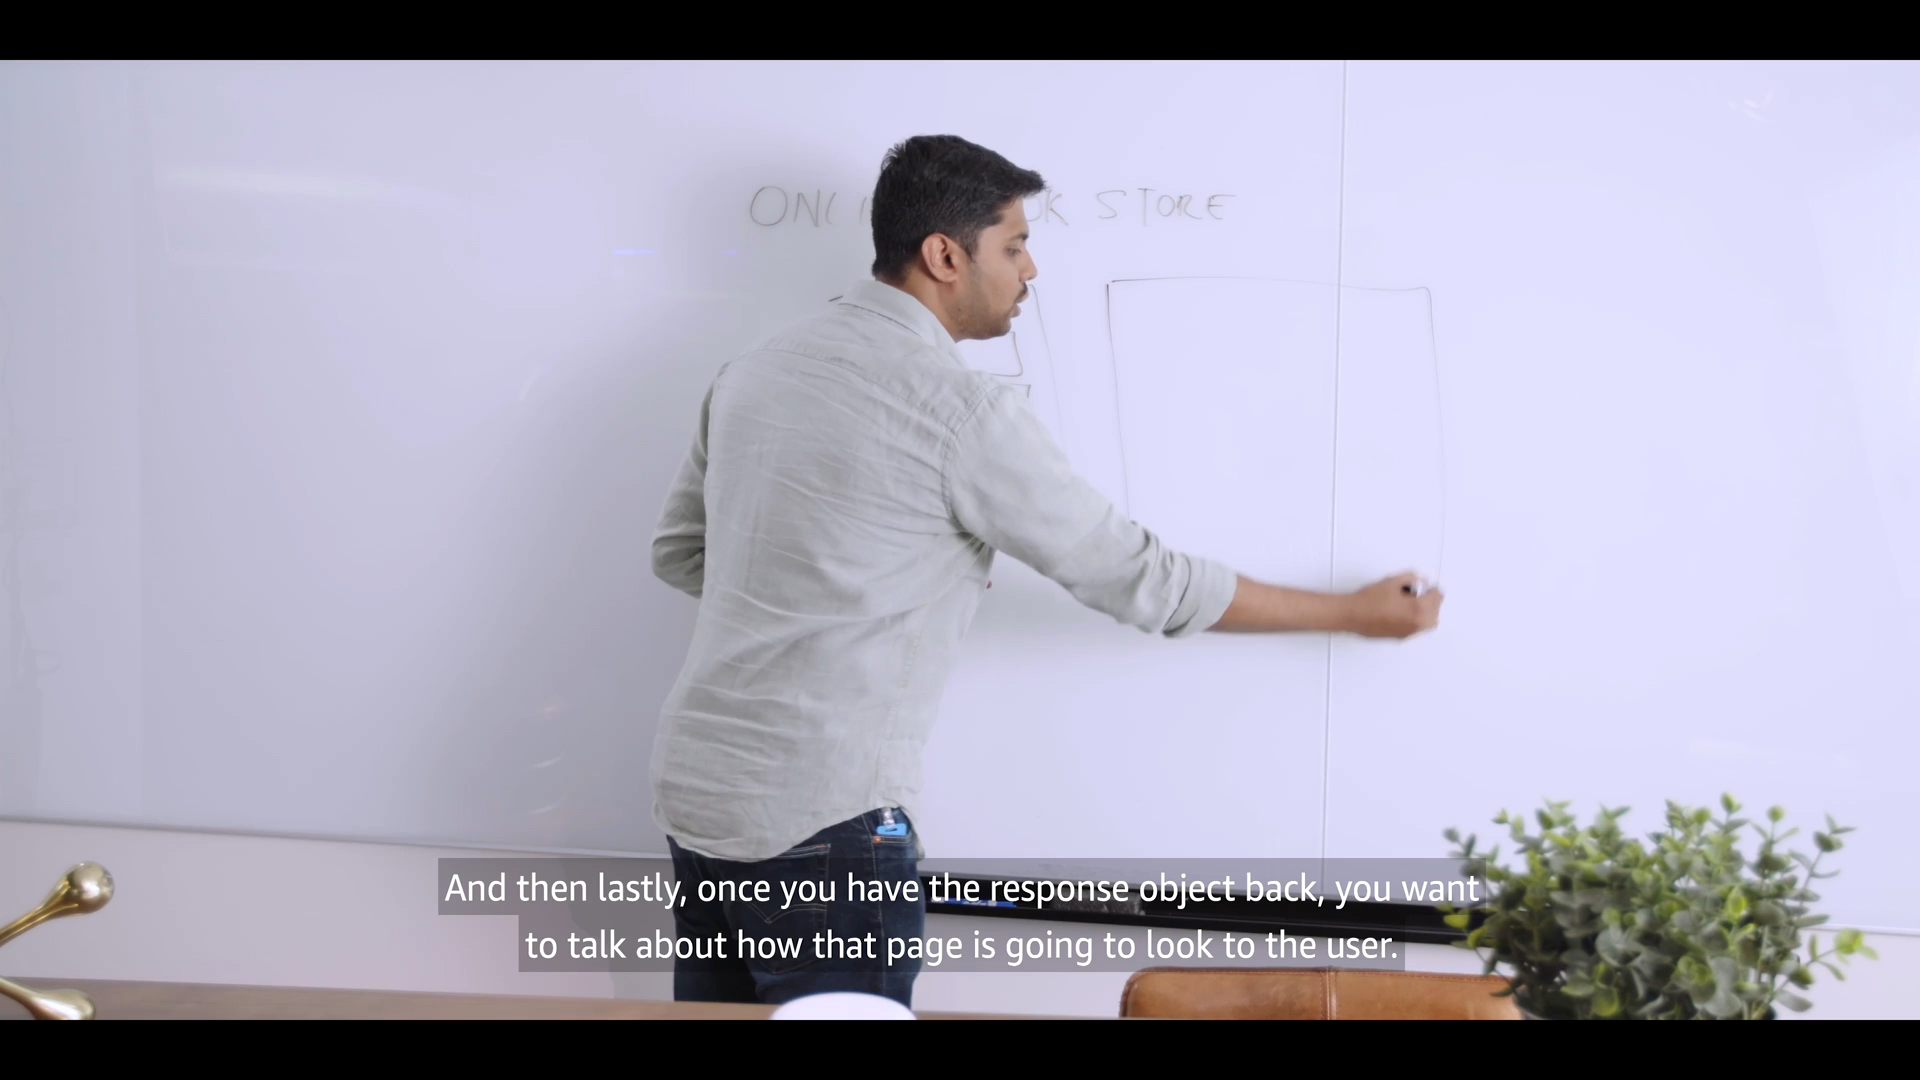 STORE
And then lastly, once you have the response object back, you want
to talk about how that page is going to look to the user.